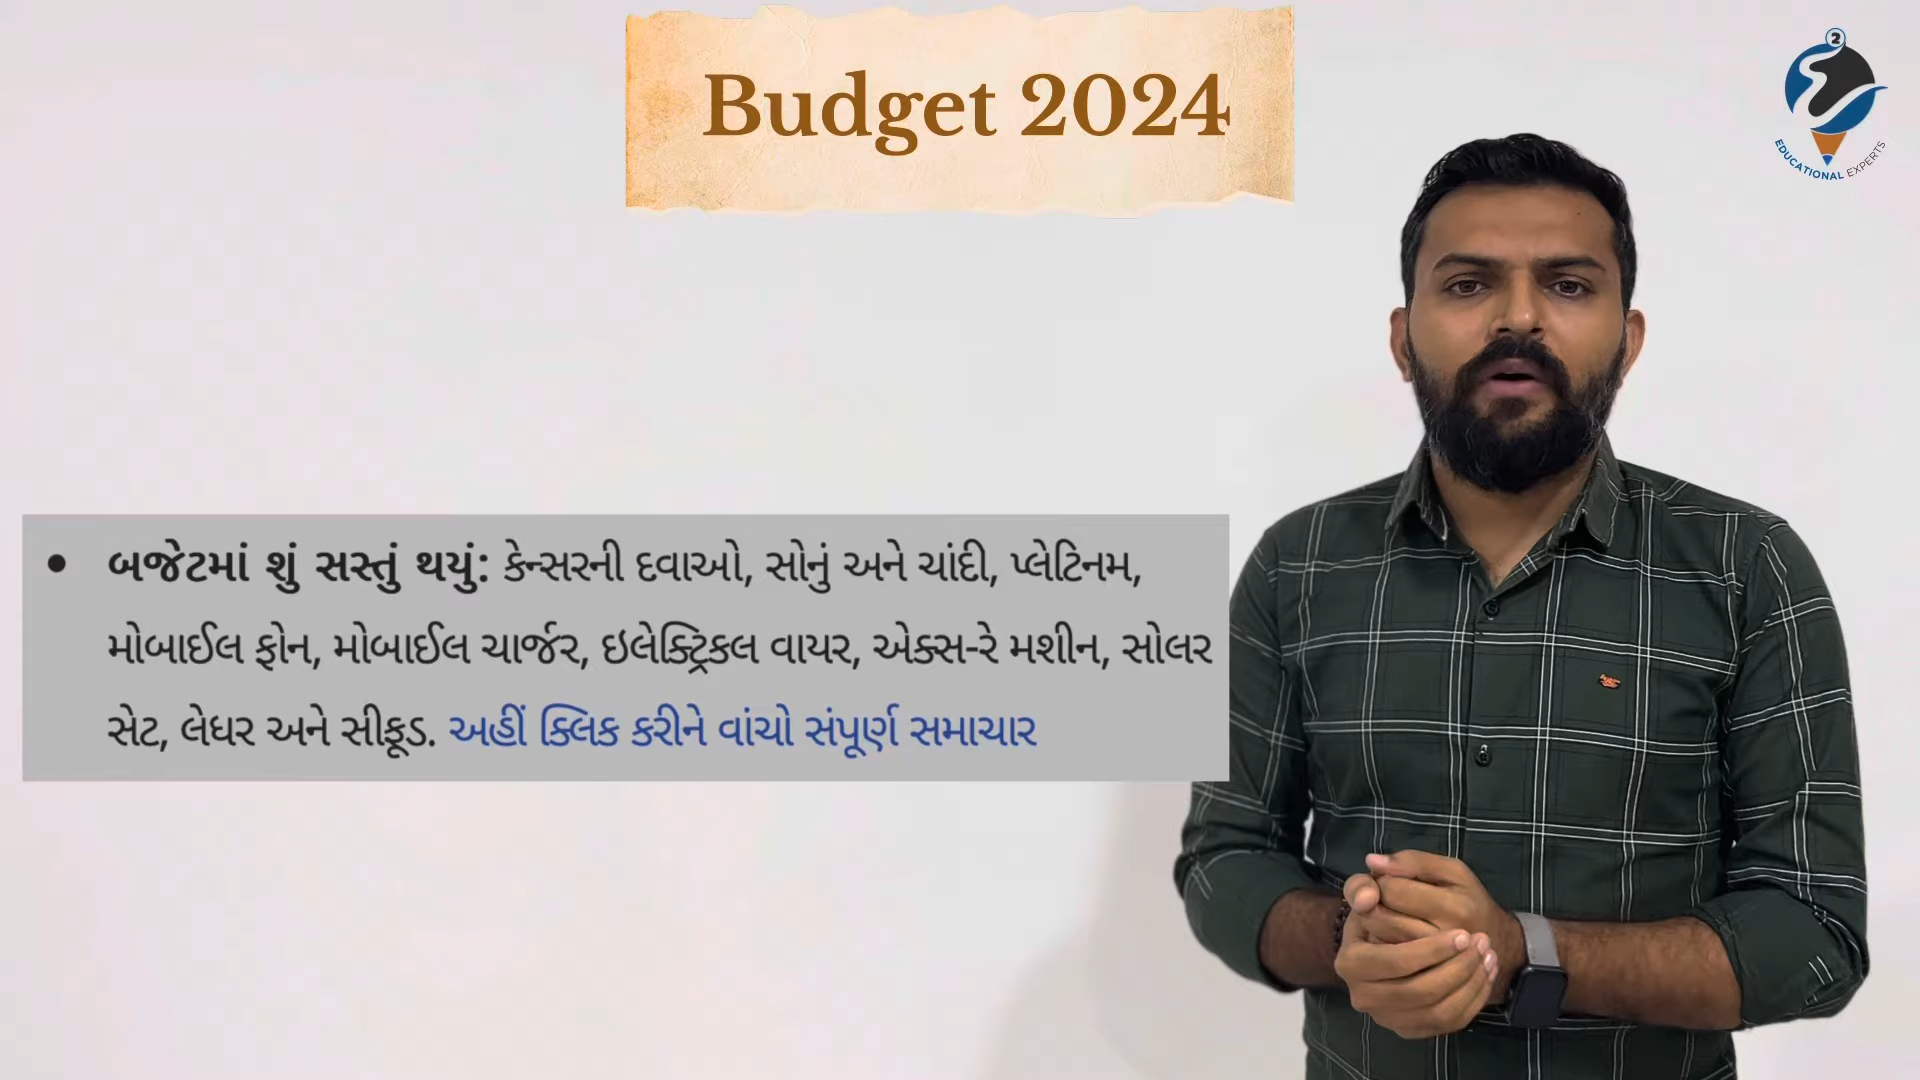 Budget 2024
2
EDUCATIONAL EXPERTS
• બજેટમાં શું સસ્તું થયું: કેન્સરની દવાઓ, સોનું અને ચાંદી, પ્લેટિનમ,
મોબાઈલ ફોન, મોબાઈલ ચાર્જર, ઇલેક્ટ્રિકલ વાયર, એક્સ-રે મશીન, સોલર
સેટ, લેધર અને સીફૂડ. અહીં ક્લિક કરીને વાંચો સંપૂર્ણ સમાચાર